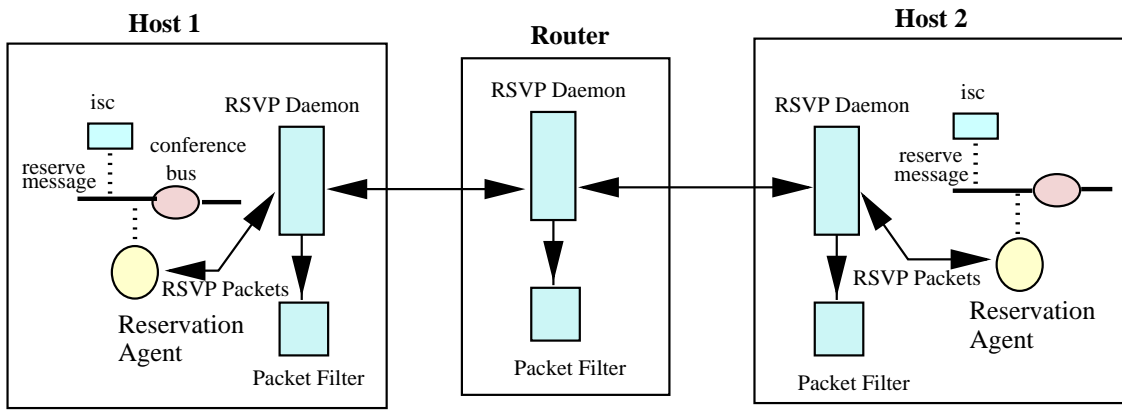 Host 1
isc
RSVP Daemon
conference
bus
reserve
message
RSVP Packets
Reservation
Agent
Packet Filter
Router
RSVP Daemon
Packet Filter
Host 2
RSVP Daemon
isc
reserve
message
RSVP Packets
Reservation
Agent
Packet Filter